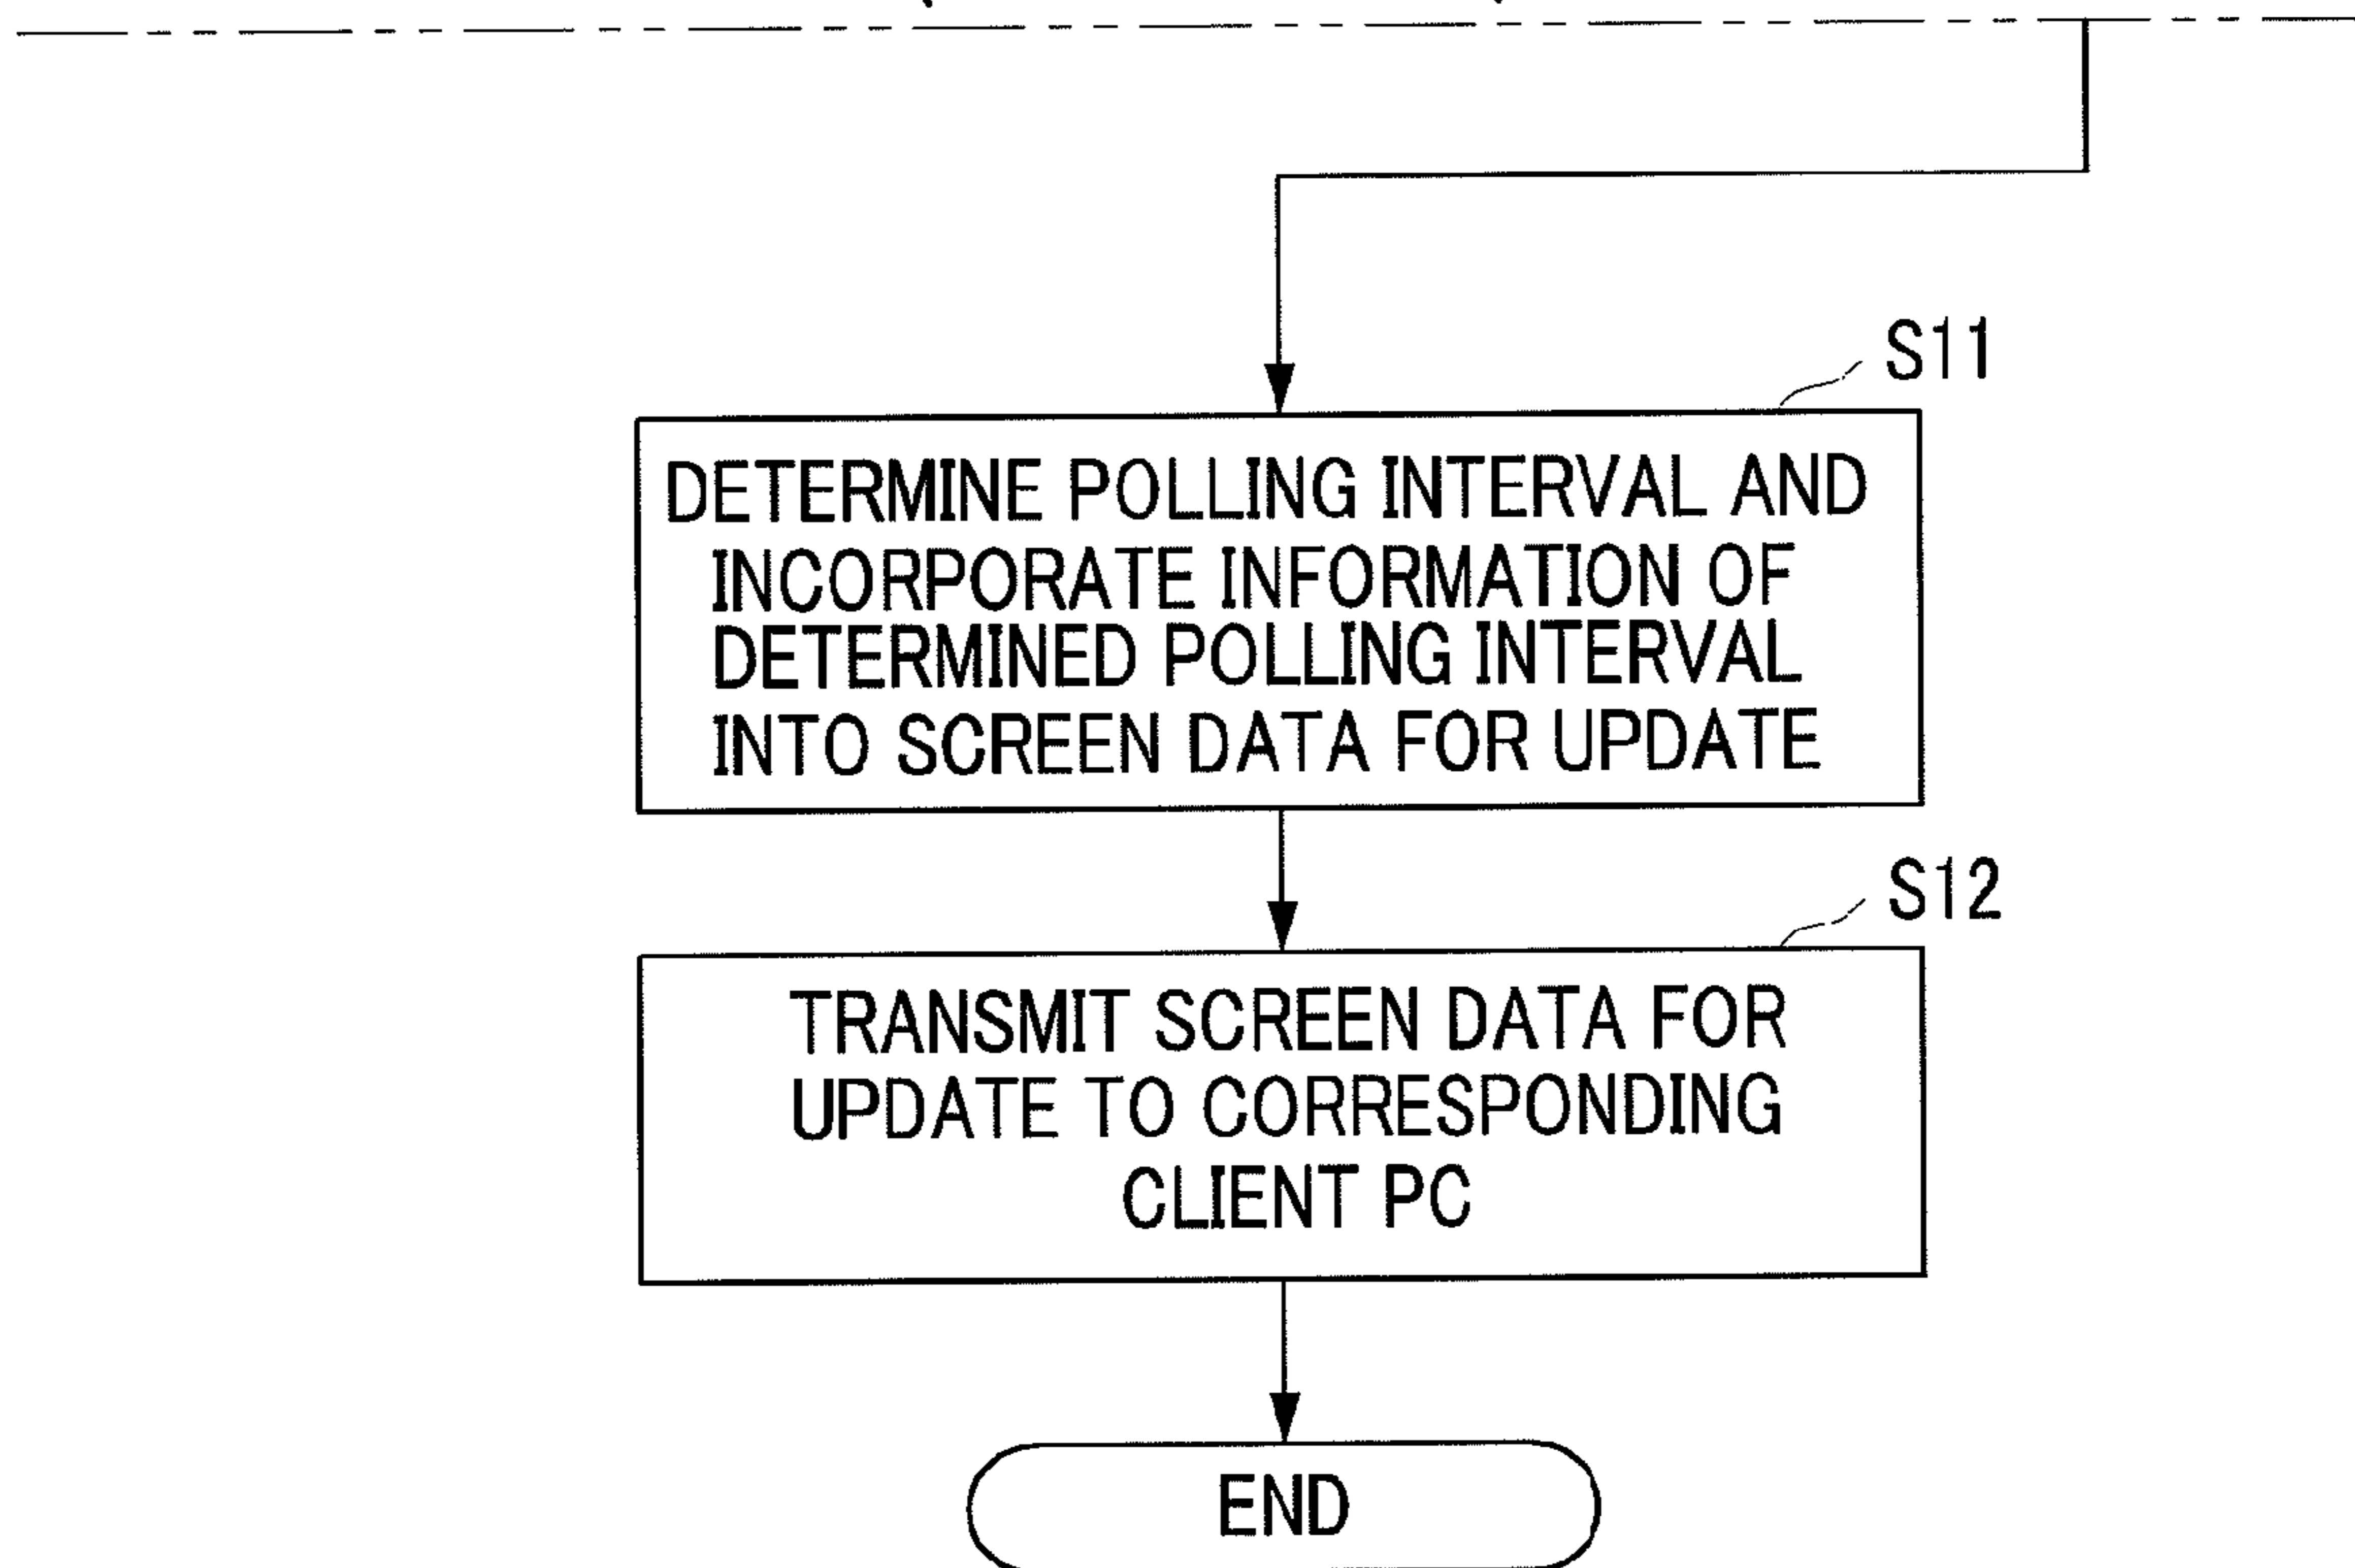 S11
DETERMINE POLLING INTERVAL AND
INCORPORATE INFORMATION OF
DETERMINED POLLING INTERVAL
INTO SCREEN DATA FOR UPDATE
S12
TRANSMIT SCREEN DATA FOR
UPDATE TO CORRESPONDING
CLIENT PC
END